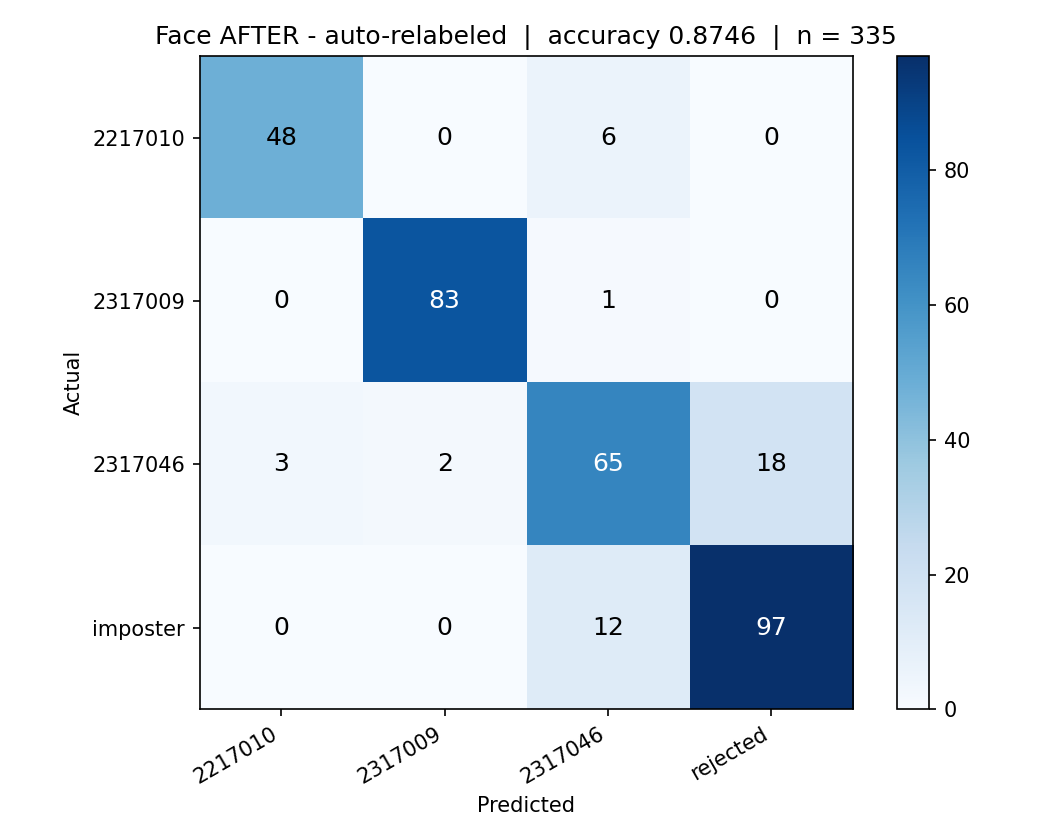 Face AFTER - auto-relabeled | accuracy 0.8746 | n = 335
2217010 48 0 6 0
2317009 0 83 1 0
2317046 3 2 65 18
imposter 0 0 12 97
Actual
2217010 2317009 2317046 rejected
Predicted
80
60
40
20
0